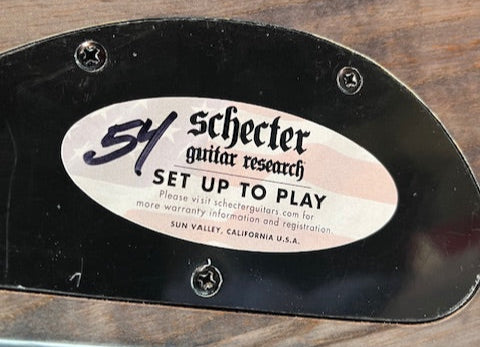 54
schecter
guitar research
SET UP TO PLAY
Please visit schecterguitars.com for
more warranty information and registration.
SUN VALLEY, CALIFORNIA U.S.A.